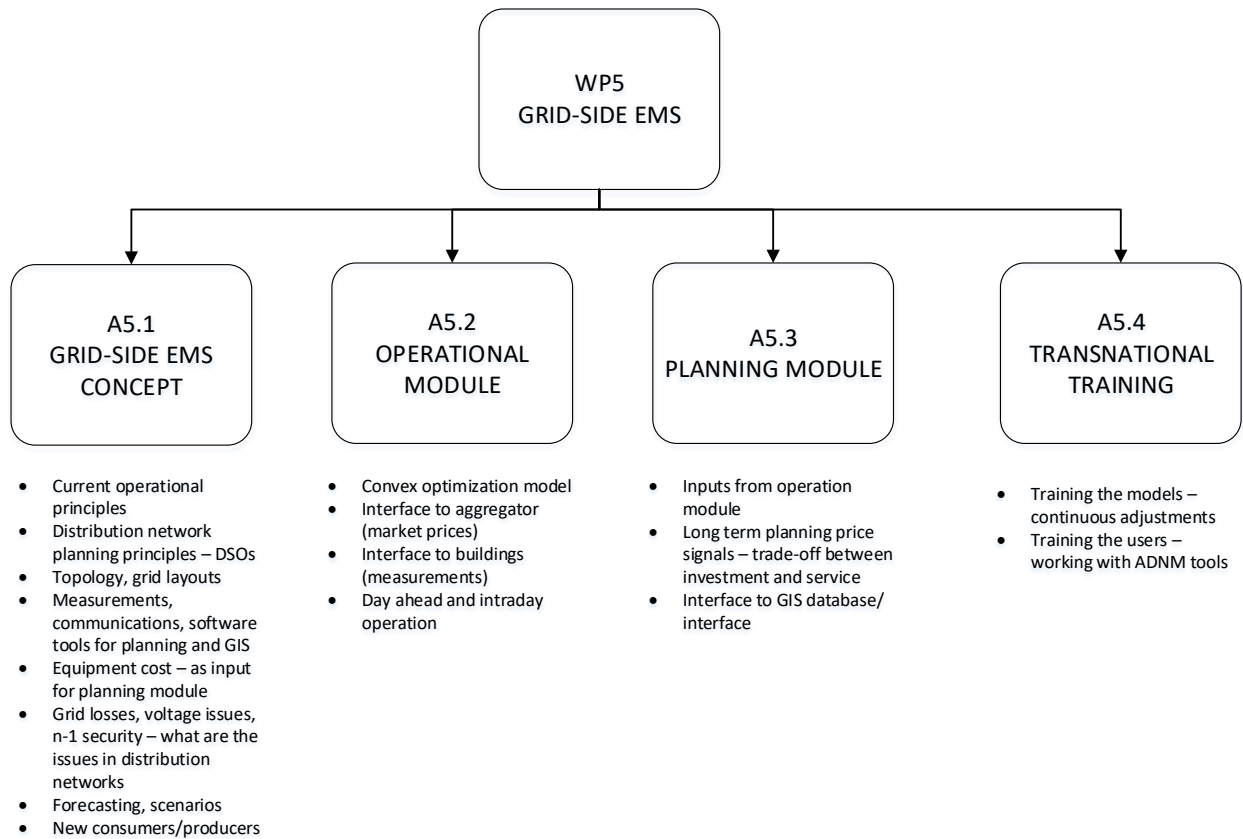 WP5
GRID-SIDE EMS
A5.1
GRID-SIDE EMS
CONCEPT
A5.2
OPERATIONAL
MODULE
A5.3
PLANNING MODULE
A5.4
TRANSNATIONAL
TRAINING
• Current operational
principles
• Distribution network
planning principles – DSOs
• Topology, grid layouts
• Measurements,
communications, software
tools for planning and GIS
• Equipment cost – as input
for planning module
• Grid losses, voltage issues,
n-1 security – what are the
issues in distribution
networks
• Forecasting, scenarios
• New consumers/producers
• Convex optimization model
• Interface to aggregator
(market prices)
• Interface to buildings
(measurements)
• Day ahead and intraday
operation
• Inputs from operation
module
• Long term planning price
signals – trade-off between
investment and service
• Interface to GIS database/
interface
• Training the models –
continuous adjustments
• Training the users –
working with ADNM tools